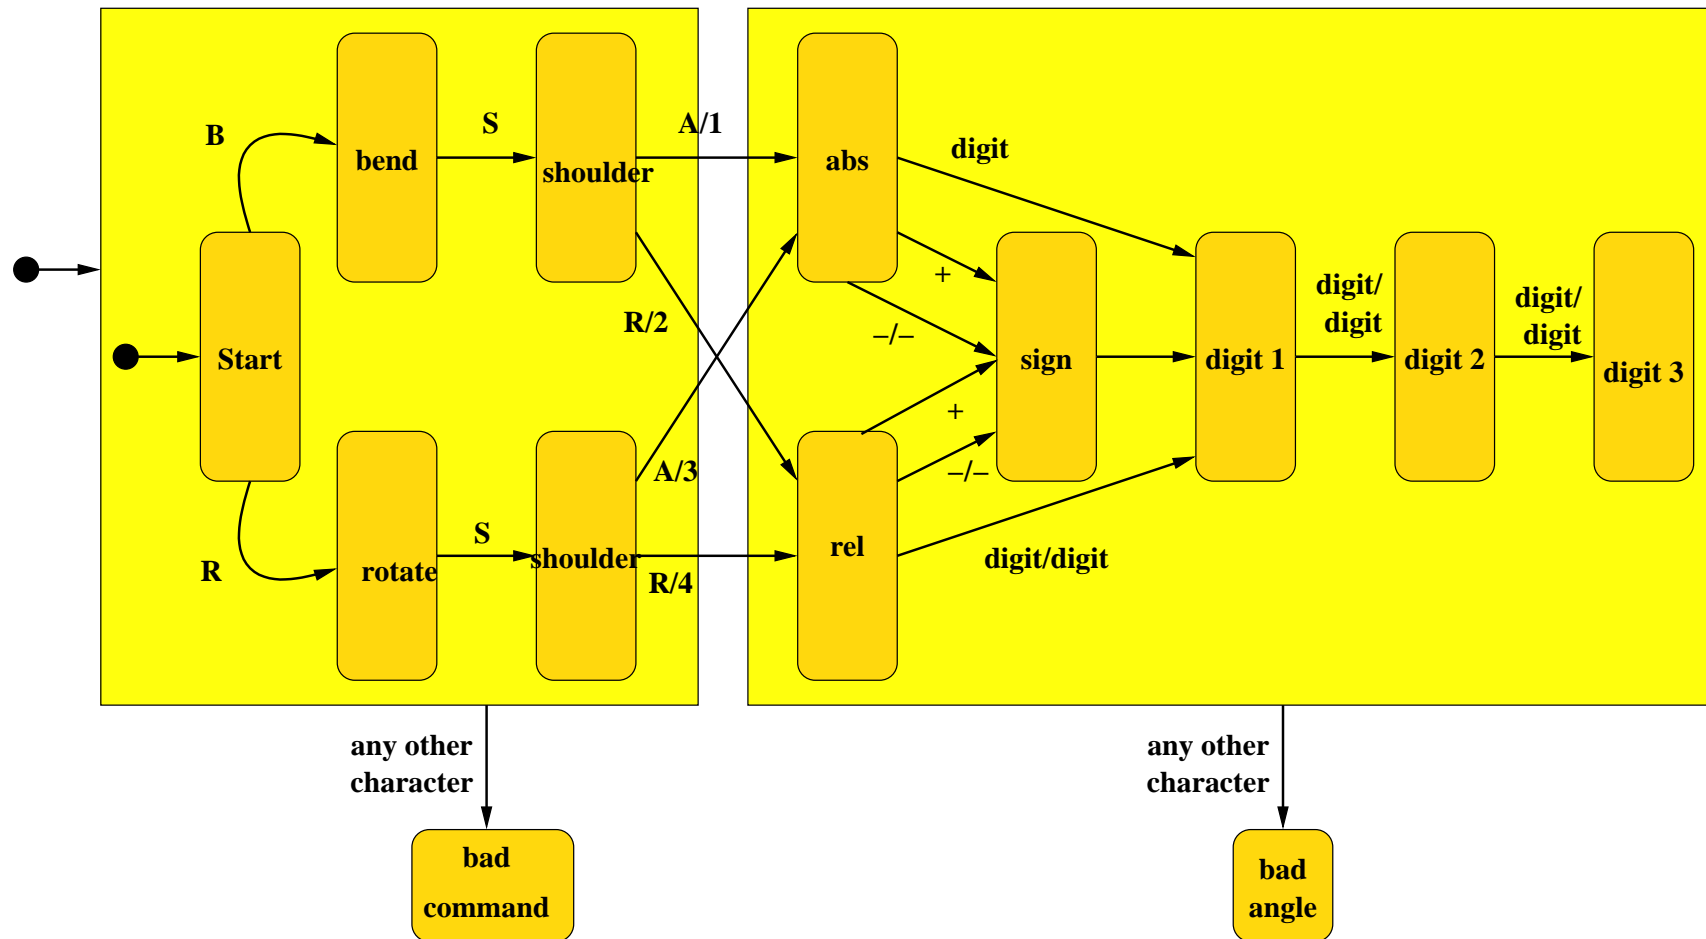 B
S
A/1
bend
shoulder
abs
digit
+
R/2
−/−
digit/
digit
digit/
digit
Start
sign
digit 1
digit 2
digit 3
+
A/3
−/−
R
S
rotate
shoulder
R/4
rel
digit/digit
any other
character
any other
character
bad
command
bad
angle